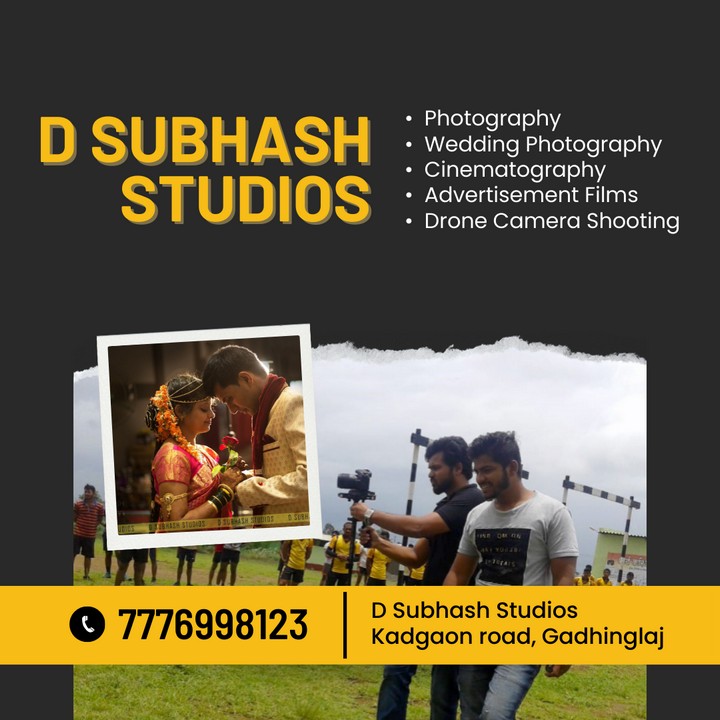 D SUBHASH
STUDIOS
• Photography
• Wedding Photography
• Cinematography
• Advertisement Films
• Drone Camera Shooting
D SUBHASH STUDIOS D SUBHASH STUDIOS D SUBH
7776998123
D Subhash Studios
Kadgaon road, Gadhinglaj